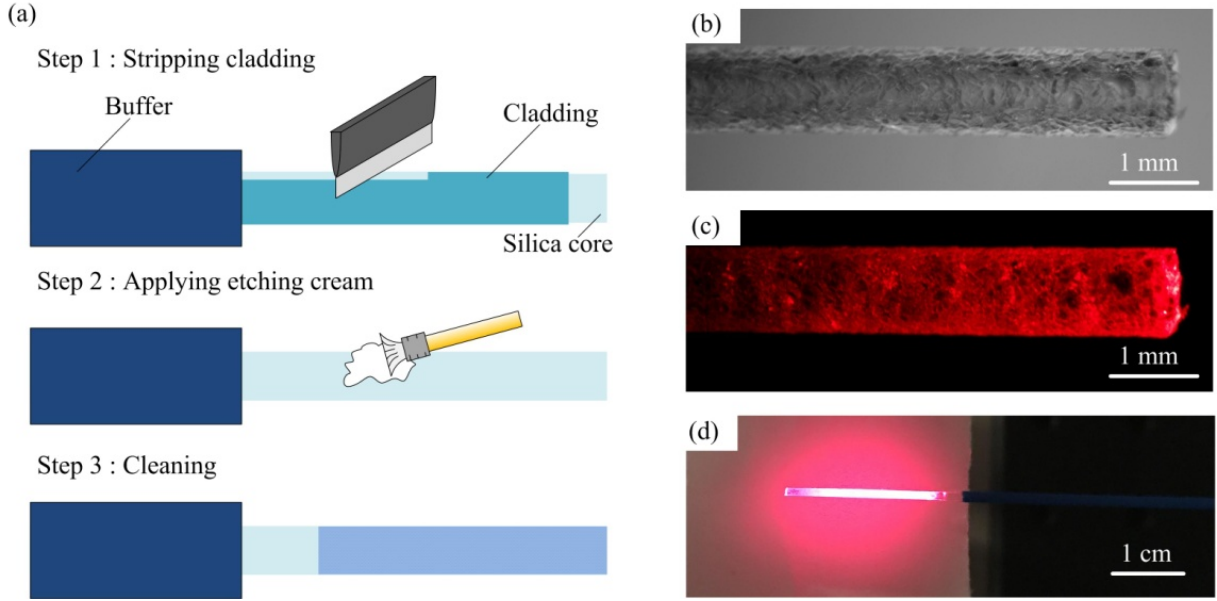 (a)
Step 1 : Stripping cladding
Buffer
Cladding
Silica core
Step 2 : Applying etching cream
Step 3 : Cleaning
(b)
1 mm
(c)
1 mm
(d)
1 cm